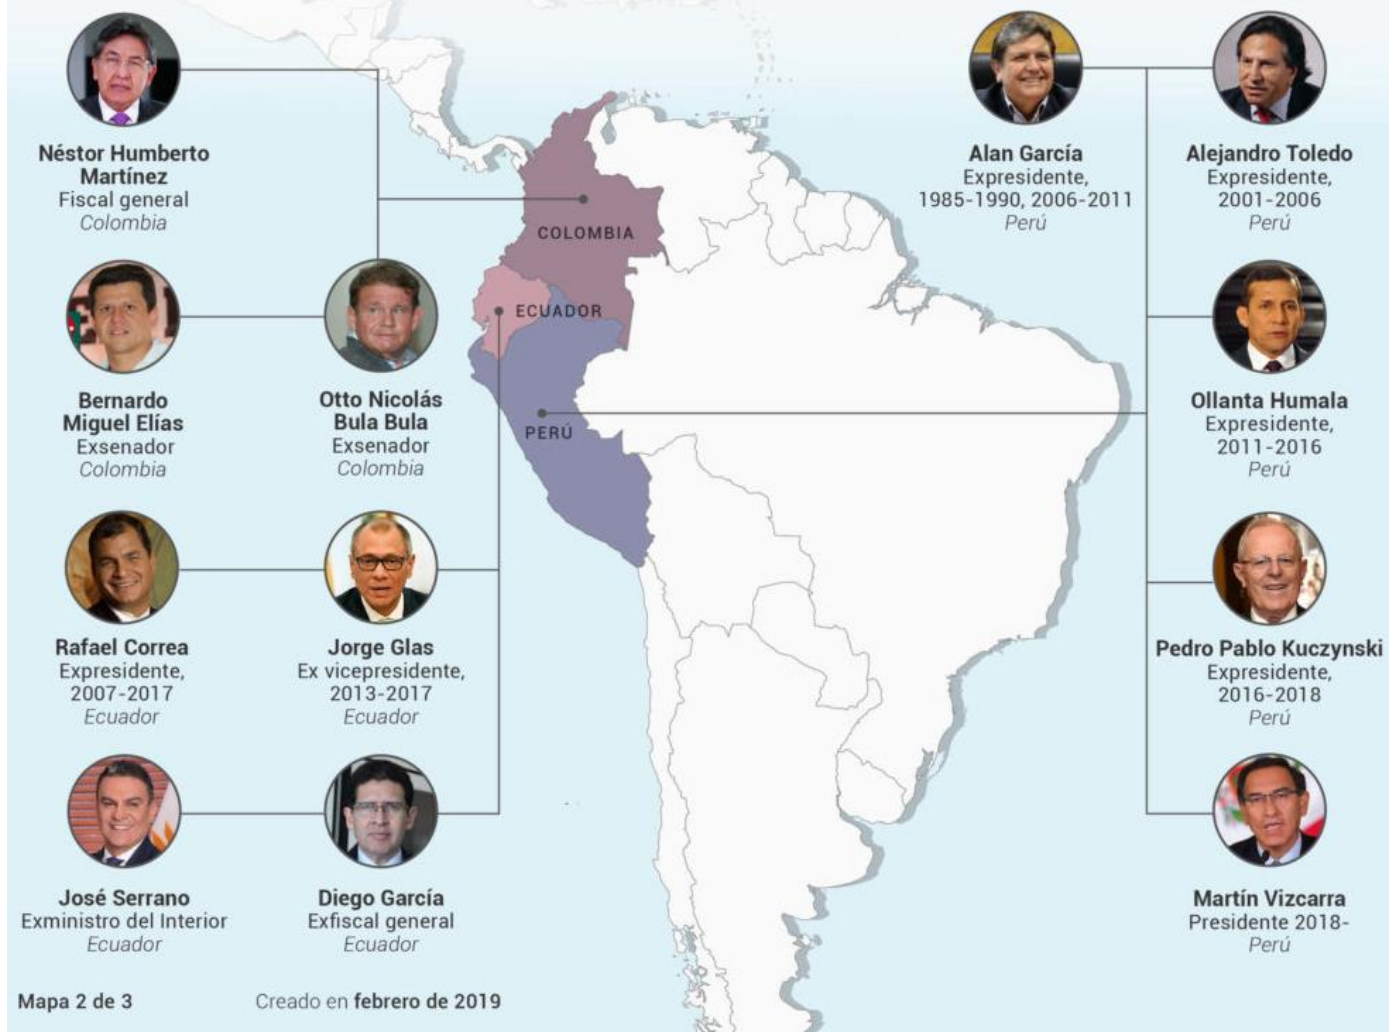 Néstor Humberto
Martínez
Fiscal general
Colombia
Bernardo
Miguel Elías
Exsenador
Colombia
Otto Nicolás
Bula Bula
Exsenador
Colombia
Rafael Correa
Expresidente,
2007-2017
Ecuador
Jorge Glas
Ex vicepresidente,
2013-2017
Ecuador
José Serrano
Exministro del Interior
Ecuador
Diego García
Exfiscal general
Ecuador
COLOMBIA
ECUADOR
PERÚ
Alan García
Expresidente,
1985-1990, 2006-2011
Perú
Alejandro Toledo
Expresidente,
2001-2006
Perú
Ollanta Humala
Expresidente,
2011-2016
Perú
Pedro Pablo Kuczynski
Expresidente,
2016-2018
Perú
Martín Vizcarra
Presidente 2018-
Perú
Mapa 2 de 3
Creado en febrero de 2019